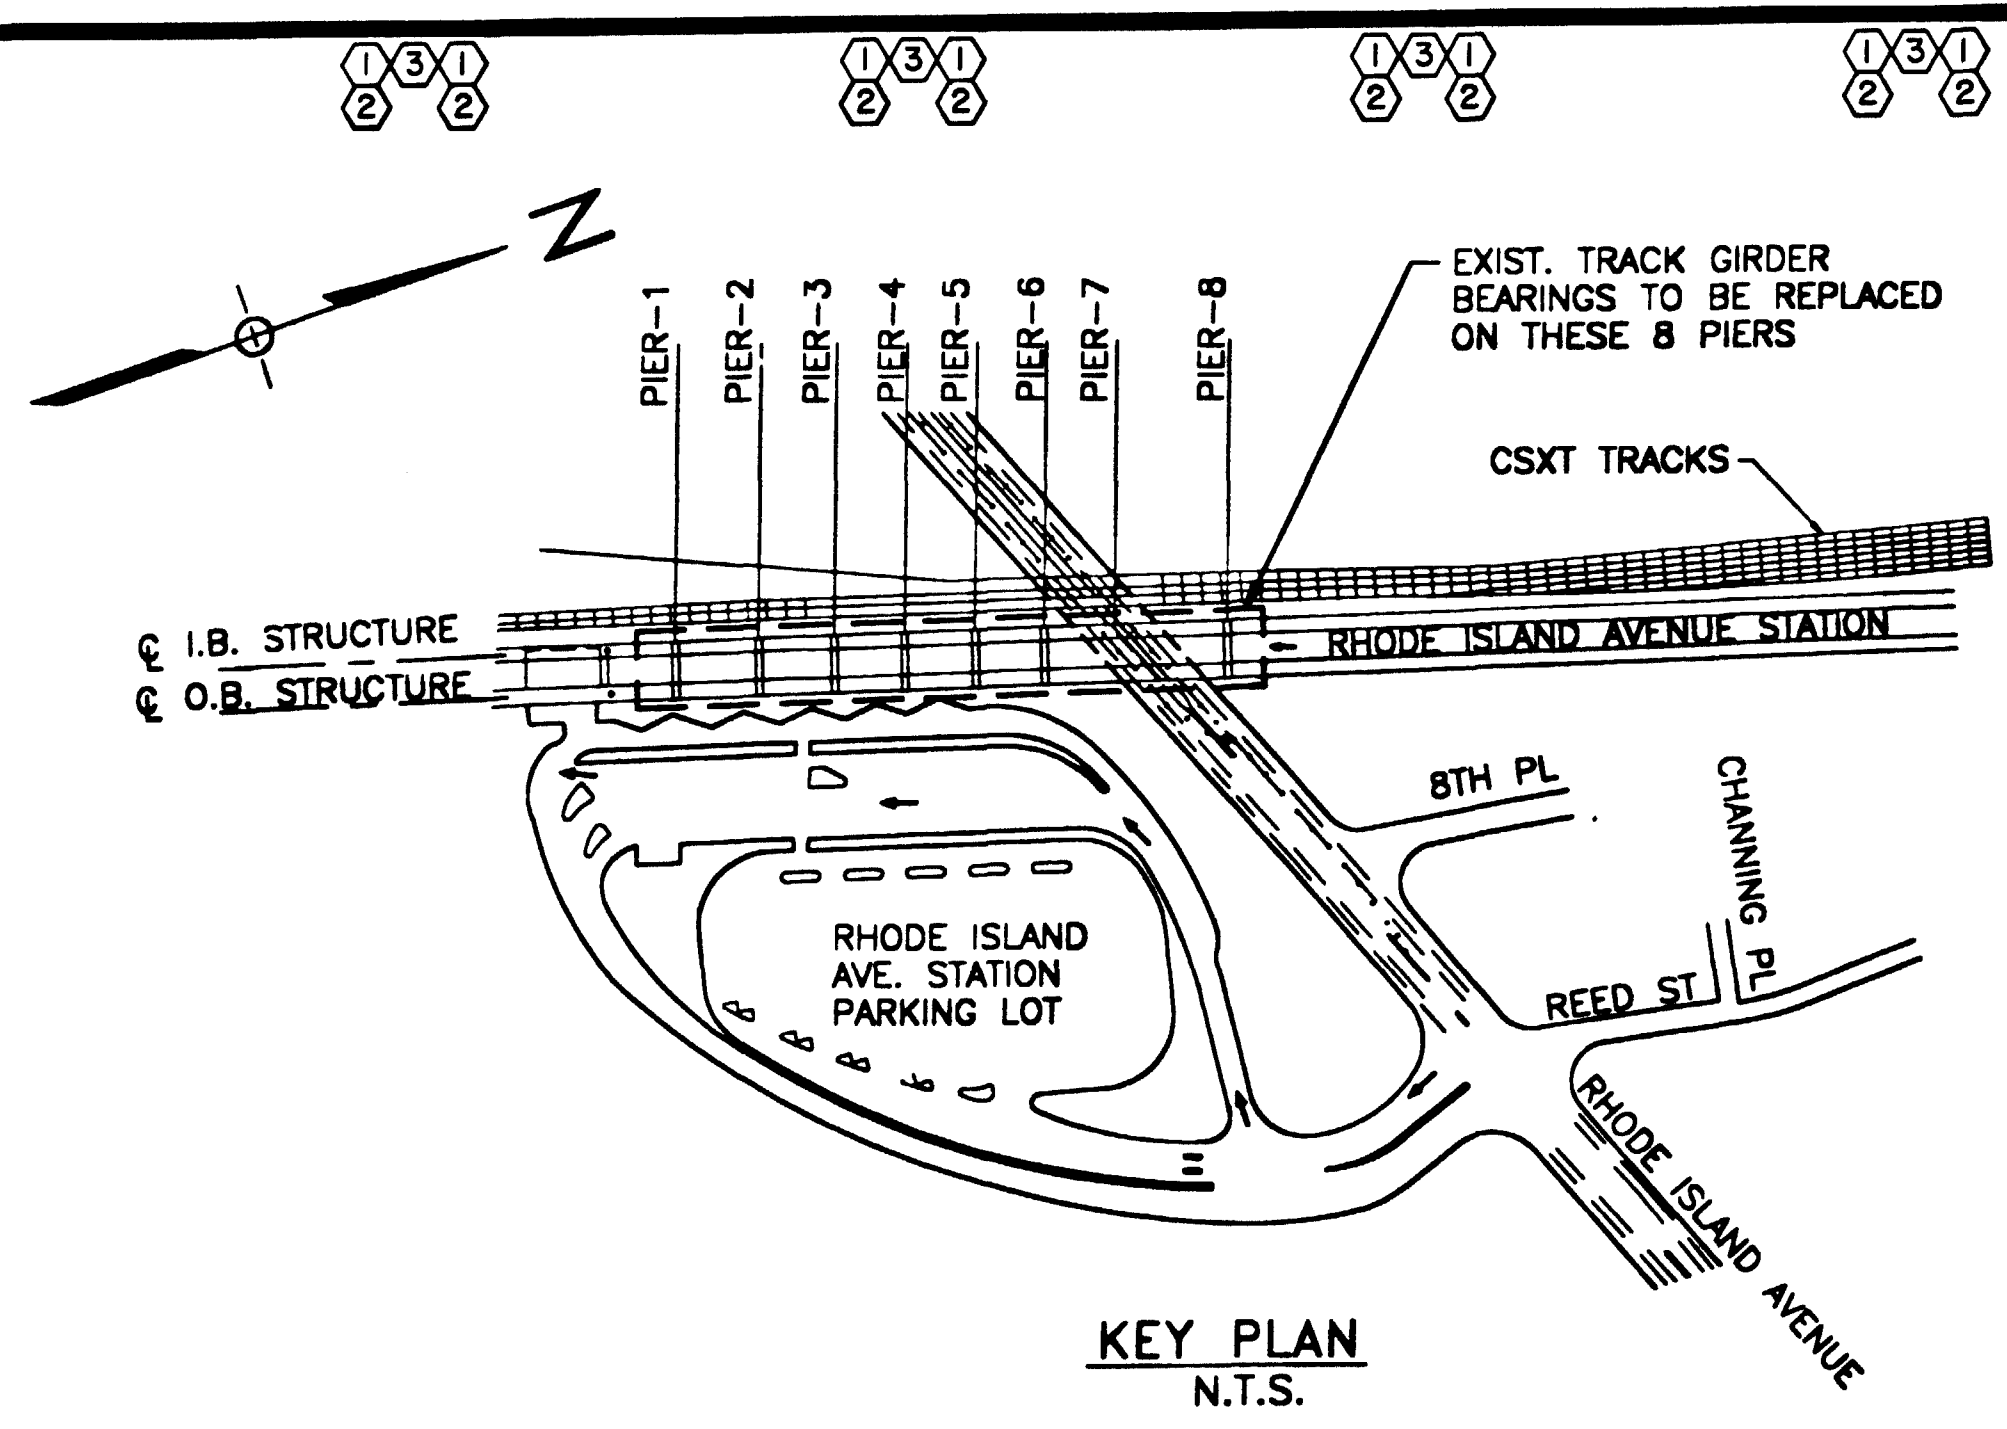 1 3 1 1 3 1 1 3 1 1 3 1
2 2 2 2 2 2 2 2
N
PIER-1
PIER-2
PIER-3
PIER-4
PIER-5
PIER-6
PIER-7
PIER-8
EXIST. TRACK GIRDER
BEARINGS TO BE REPLACED
ON THESE 8 PIERS
CSXT TRACKS
℄ I.B. STRUCTURE
℄ O.B. STRUCTURE
RHODE ISLAND AVENUE STATION
8TH PL
CHANNING PL
REED ST
RHODE ISLAND
AVE. STATION
PARKING LOT
RHODE ISLAND AVENUE
KEY PLAN
N.T.S.